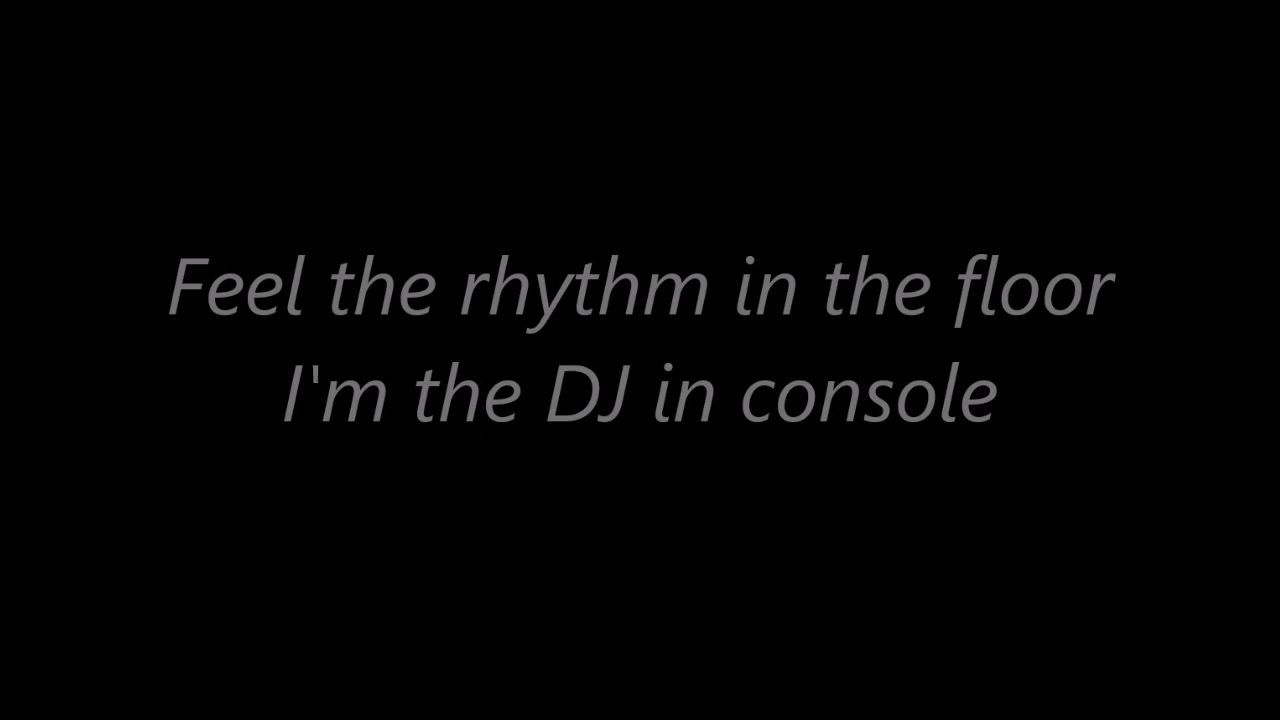 Feel the rhythm in the floor
I'm the DJ in console